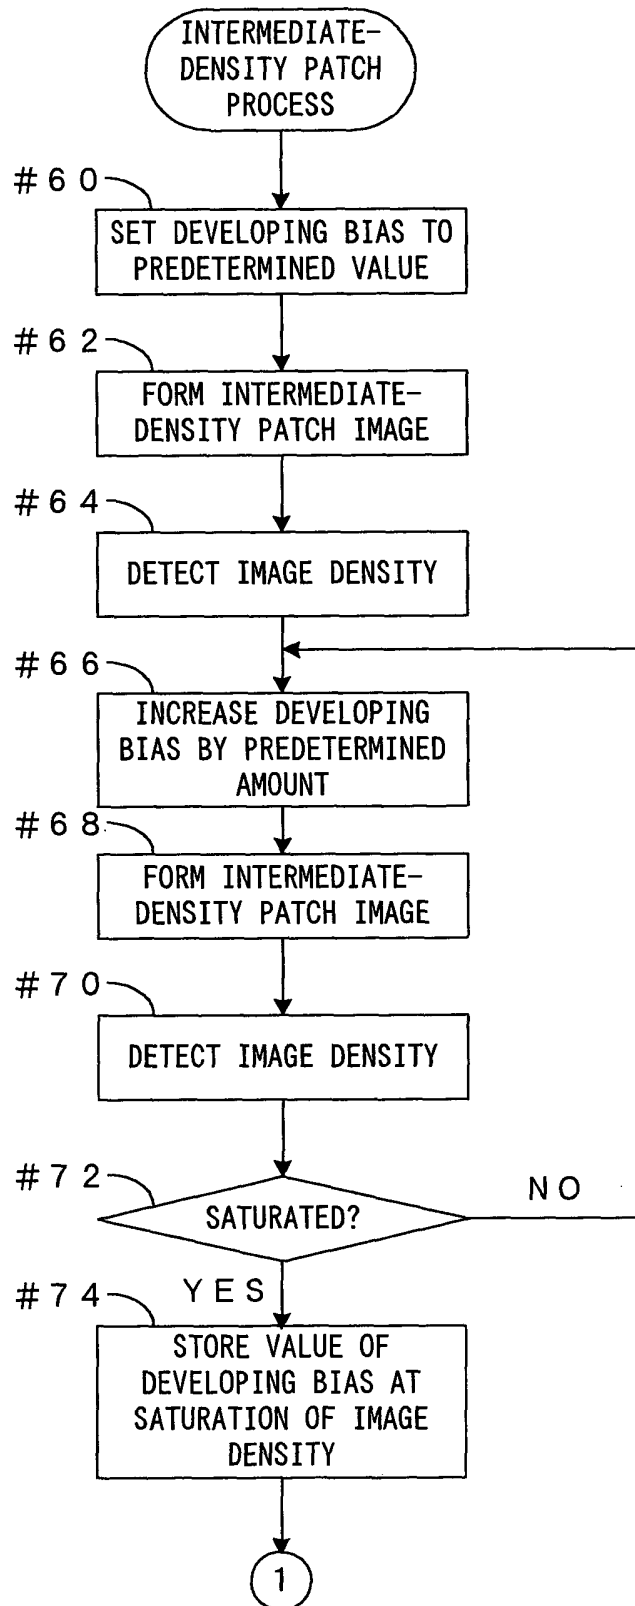 INTERMEDIATE-
DENSITY PATCH
PROCESS
#60
SET DEVELOPING BIAS TO
PREDETERMINED VALUE
#62
FORM INTERMEDIATE-
DENSITY PATCH IMAGE
#64
DETECT IMAGE DENSITY
#66
INCREASE DEVELOPING
BIAS BY PREDETERMINED
AMOUNT
#68
FORM INTERMEDIATE-
DENSITY PATCH IMAGE
#70
DETECT IMAGE DENSITY
#72
SATURATED?
NO
YES
#74
STORE VALUE OF
DEVELOPING BIAS AT
SATURATION OF IMAGE
DENSITY
1